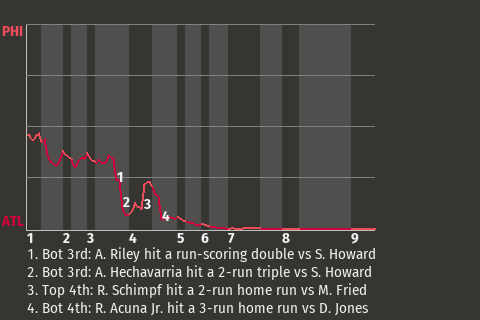 PHI
1
2
3
4
ATL
1 2 3 4 5 6 7 8 9
1. Bot 3rd: A. Riley hit a run-scoring double vs S. Howard
2. Bot 3rd: A. Hechavarria hit a 2-run triple vs S. Howard
3. Top 4th: R. Schimpf hit a 2-run home run vs M. Fried
4. Bot 4th: R. Acuna Jr. hit a 3-run home run vs D. Jones